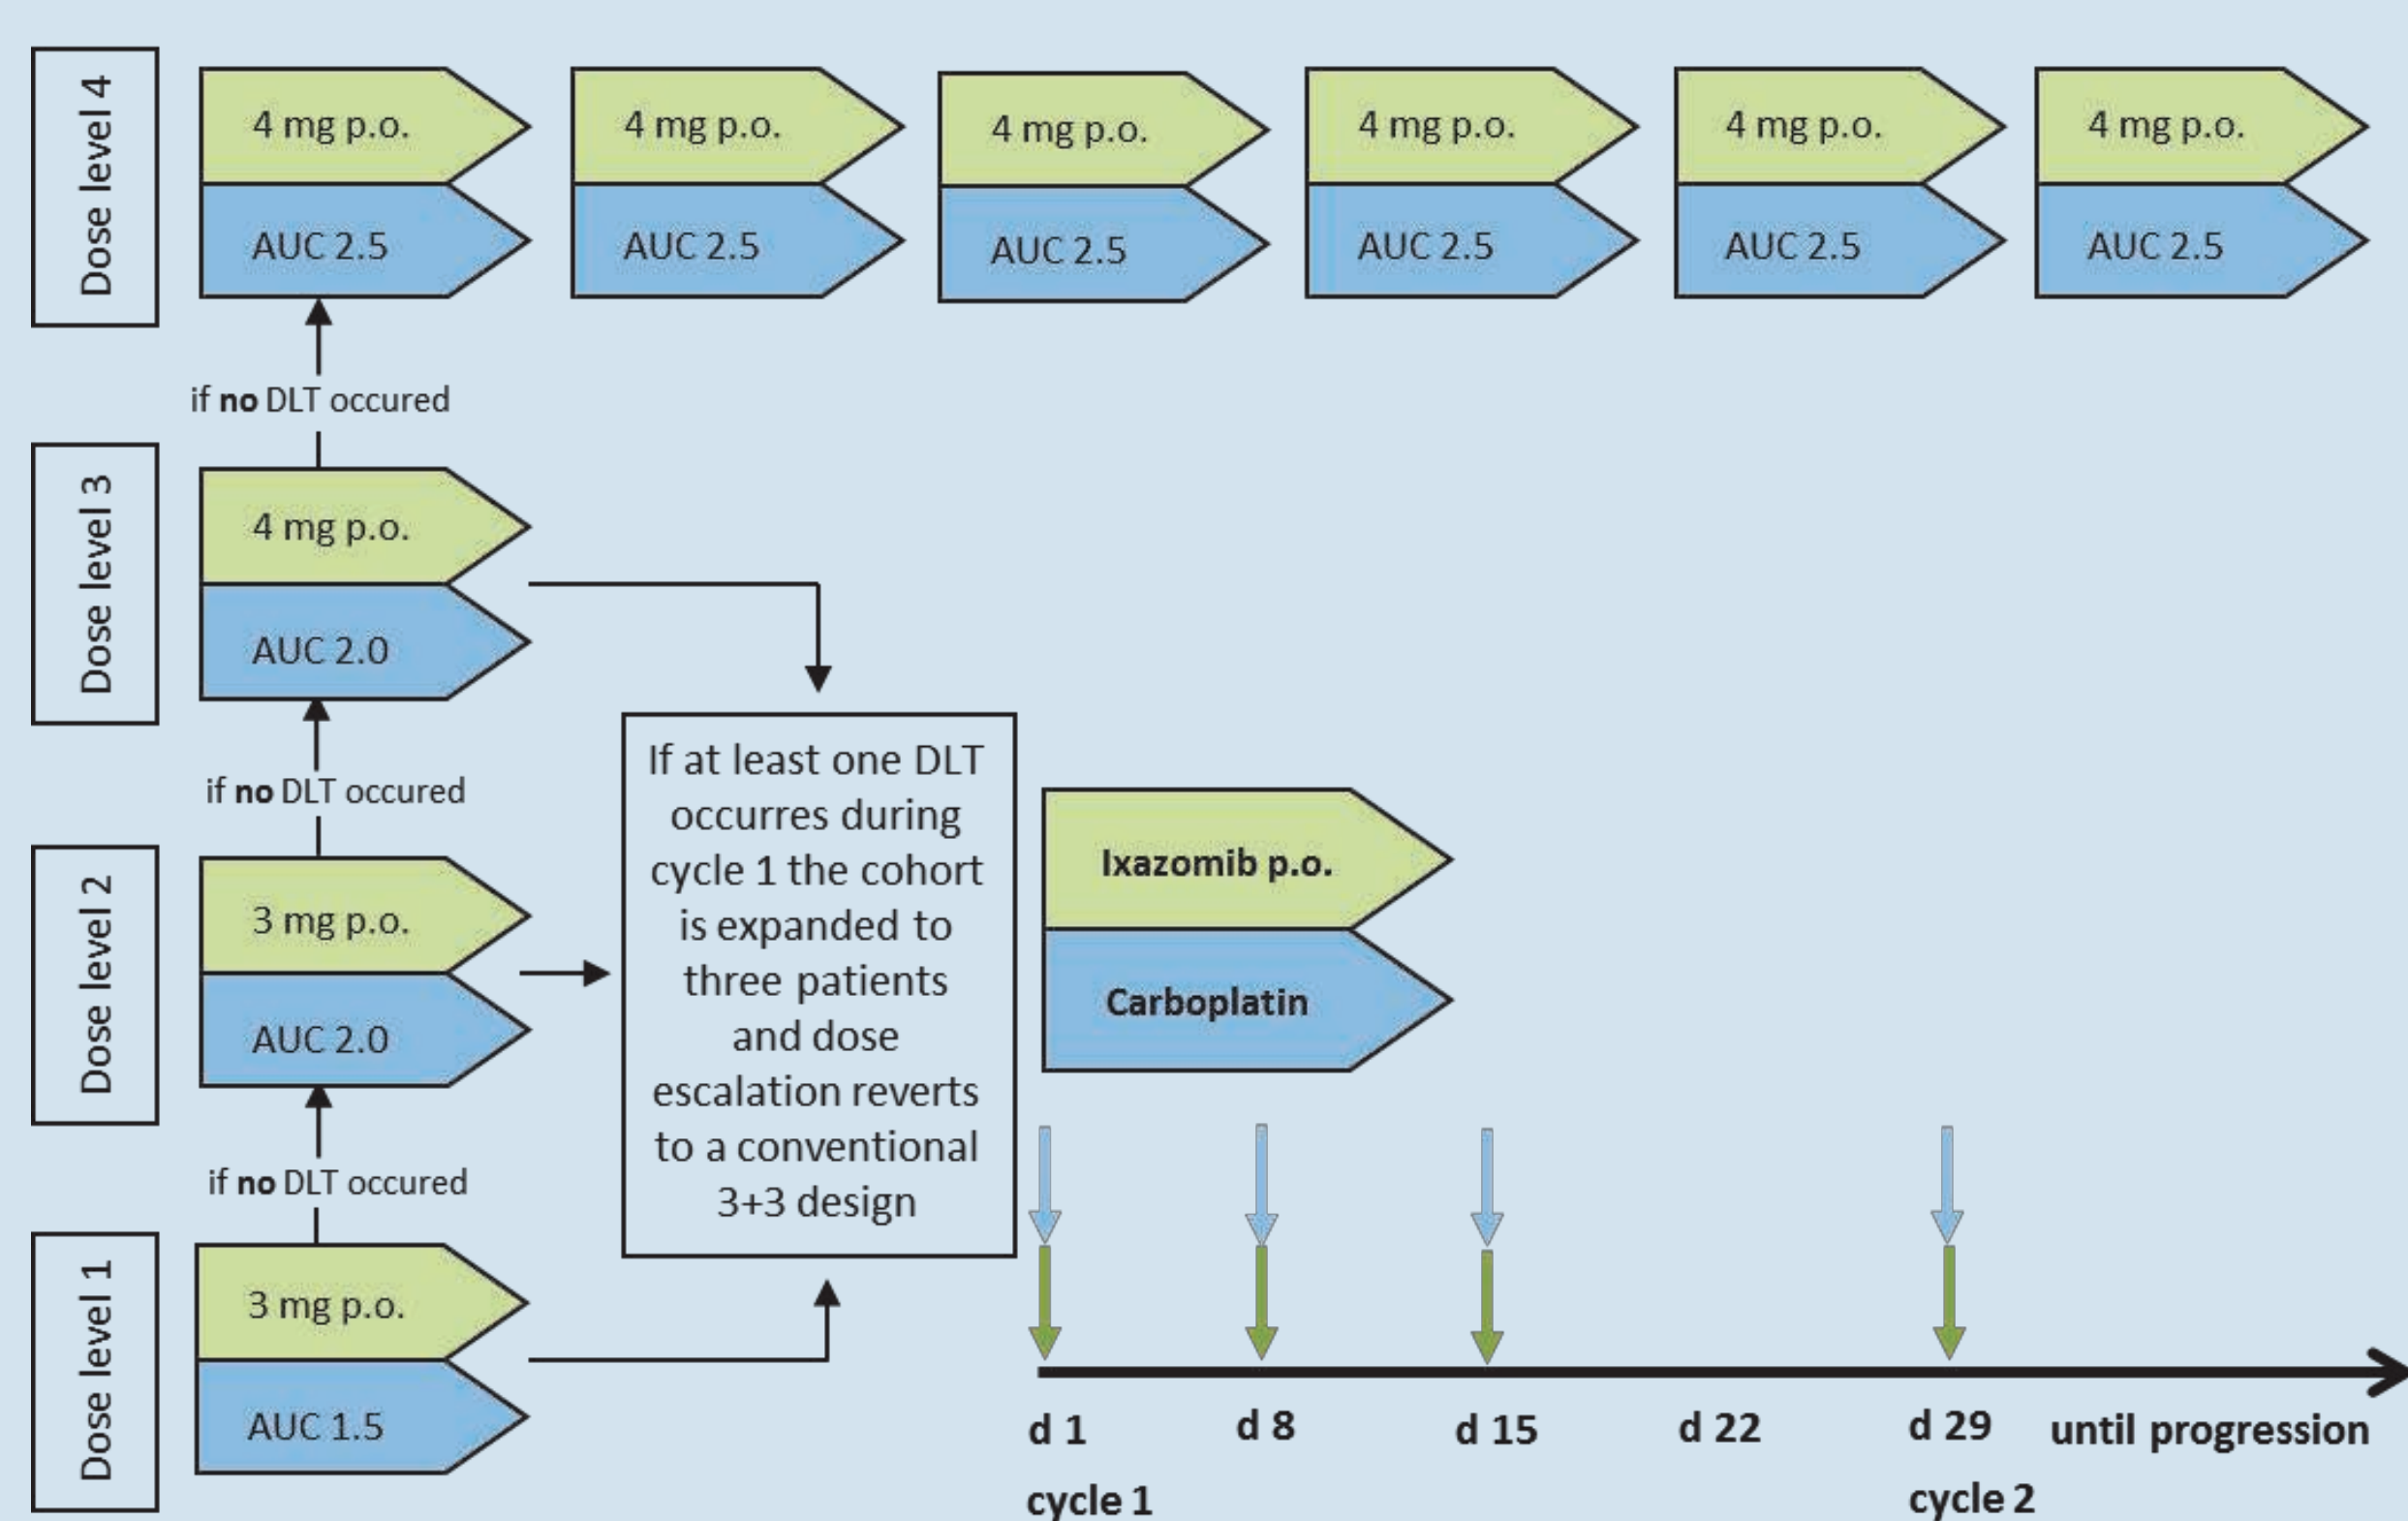 Dose level 4
4 mg p.o.
AUC 2.5
4 mg p.o.
AUC 2.5
4 mg p.o.
AUC 2.5
4 mg p.o.
AUC 2.5
4 mg p.o.
AUC 2.5
4 mg p.o.
AUC 2.5
if no DLT occured
Dose level 3
4 mg p.o.
AUC 2.0
if no DLT occured
Dose level 2
3 mg p.o.
AUC 2.0
if no DLT occured
Dose level 1
3 mg p.o.
AUC 1.5
If at least one DLT
occurres during
cycle 1 the cohort
is expanded to
three patients
and dose
escalation reverts
to a conventional
3+3 design
Ixazomib p.o.
Carboplatin
d 1
d 8
d 15
d 22
d 29
until progression
cycle 1
cycle 2